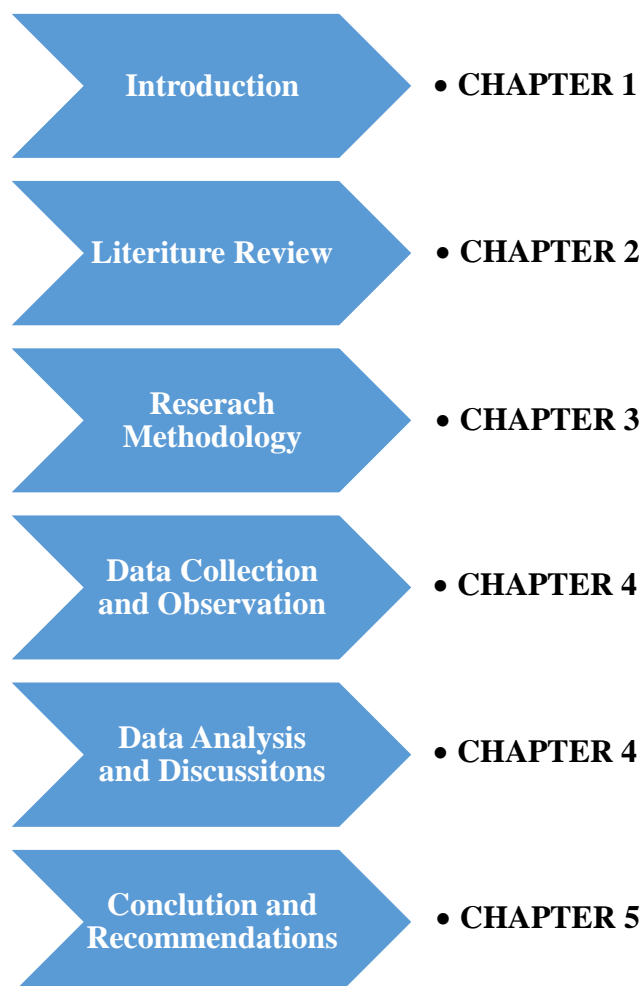 Introduction
• CHAPTER 1
Literiture Review
• CHAPTER 2
Reserach
Methodology
• CHAPTER 3
Data Collection
and Observation
• CHAPTER 4
Data Analysis
and Discussitons
• CHAPTER 4
Conclution and
Recommendations
• CHAPTER 5